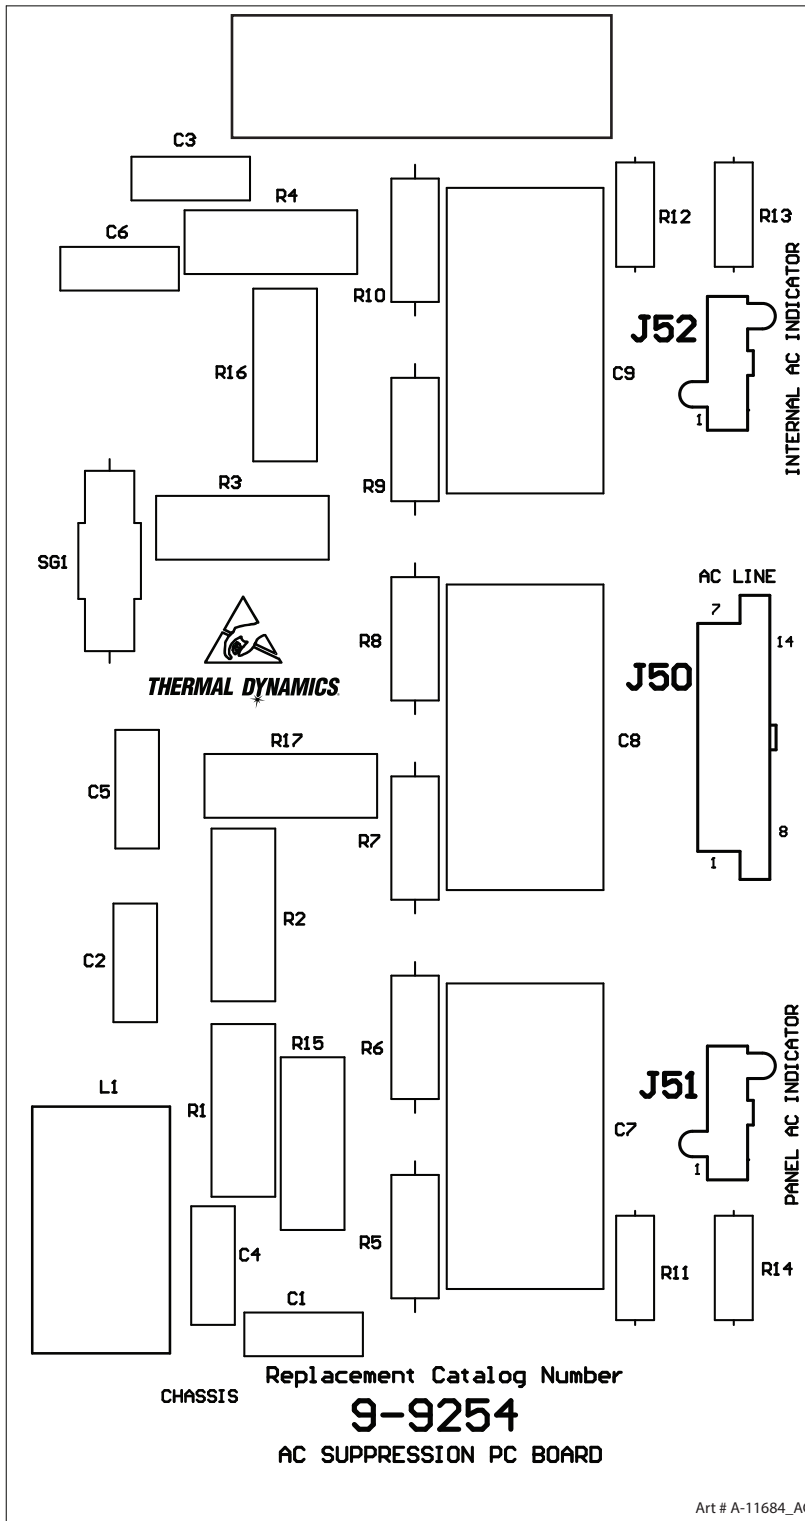 C3
R4
C6
R12
R13
R10
J52
INTERNAL AC INDICATOR
R16
C9
1
R3
R9
SG1
AC LINE
7
14
R8
J50
THERMAL DYNAMICS
R17
C8
C5
R7
8
1
R2
C2
R15
R6
L1
R1
J51
PANEL AC INDICATOR
C7
1
C4
R5
R11
R14
C1
Replacement Catalog Number
CHASSIS
9-9254
AC SUPPRESSION PC BOARD
Art # A-11684_A